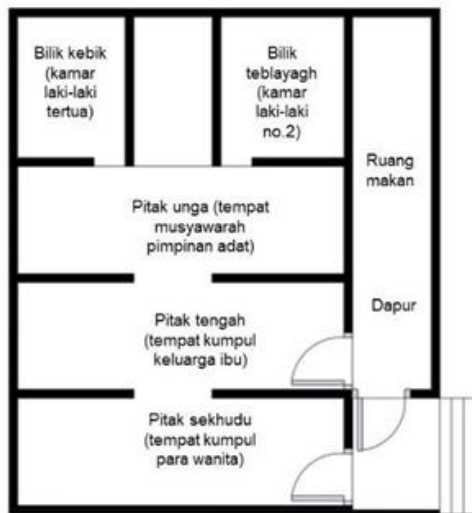 Bilik kebik
(kamar
laki-laki
tertua)
Bilik
teblayagh
(kamar
laki-laki
no.2)
Ruang
makan
Pitak unga (tempat
musyawarah
pimpinan adat)
Dapur
Pitak tengah
(tempat kumpul
keluarga ibu)
Pitak sekhudu
(tempat kumpul
para wanita)